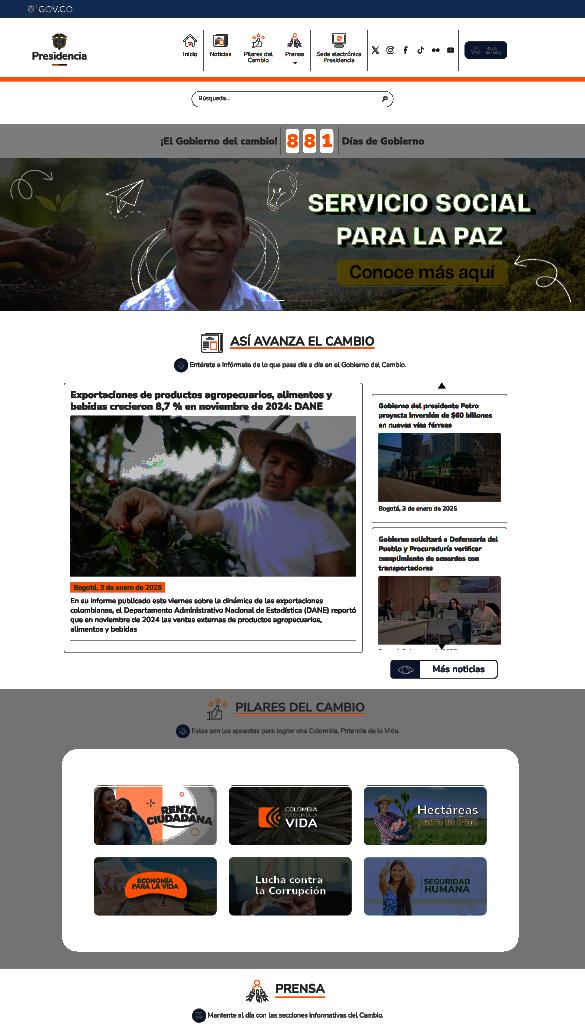 GOV.CO
Presidencia
Inicio
Noticias
Pilares del
Cambio
Prensa
Sede electrónica
Presidencia
Búsqueda...
¡El Gobierno del cambio! 881 Días de Gobierno
SERVICIO SOCIAL
PARA LA PAZ
Conoce más aquí
ASÍ AVANZA EL CAMBIO
Entérate e infórmate de lo que pasa día a día en el Gobierno del Cambio.
Exportaciones de productos agropecuarios, alimentos y
bebidas crecieron 8,7 % en noviembre de 2024: DANE
Bogotá, 3 de enero de 2025
En su informe publicado este viernes sobre la dinámica de las exportaciones
colombianas, el Departamento Administrativo Nacional de Estadística (DANE) reportó
que en noviembre de 2024 las ventas externas de productos agropecuarios,
alimentos y bebidas
Gobierno del presidente Petro
proyecta inversión de $60 billones
en nuevas vías férreas
Bogotá, 3 de enero de 2025
Gobierno solicitará a Defensoría del
Pueblo y Procuraduría verificar
cumplimiento de acuerdos con
transportadores
Más noticias
PILARES DEL CAMBIO
Estas son las apuestas para lograr una Colombia, Potencia de la Vida.
RENTA
CIUDADANA
COLOMBIA
POTENCIA DE LA
VIDA
Hectáreas
para la Paz
ECONOMÍA
PARA LA VIDA
Lucha contra
la Corrupción
SEGURIDAD
HUMANA
PRENSA
Mantente al día con las secciones informativas del Cambio.